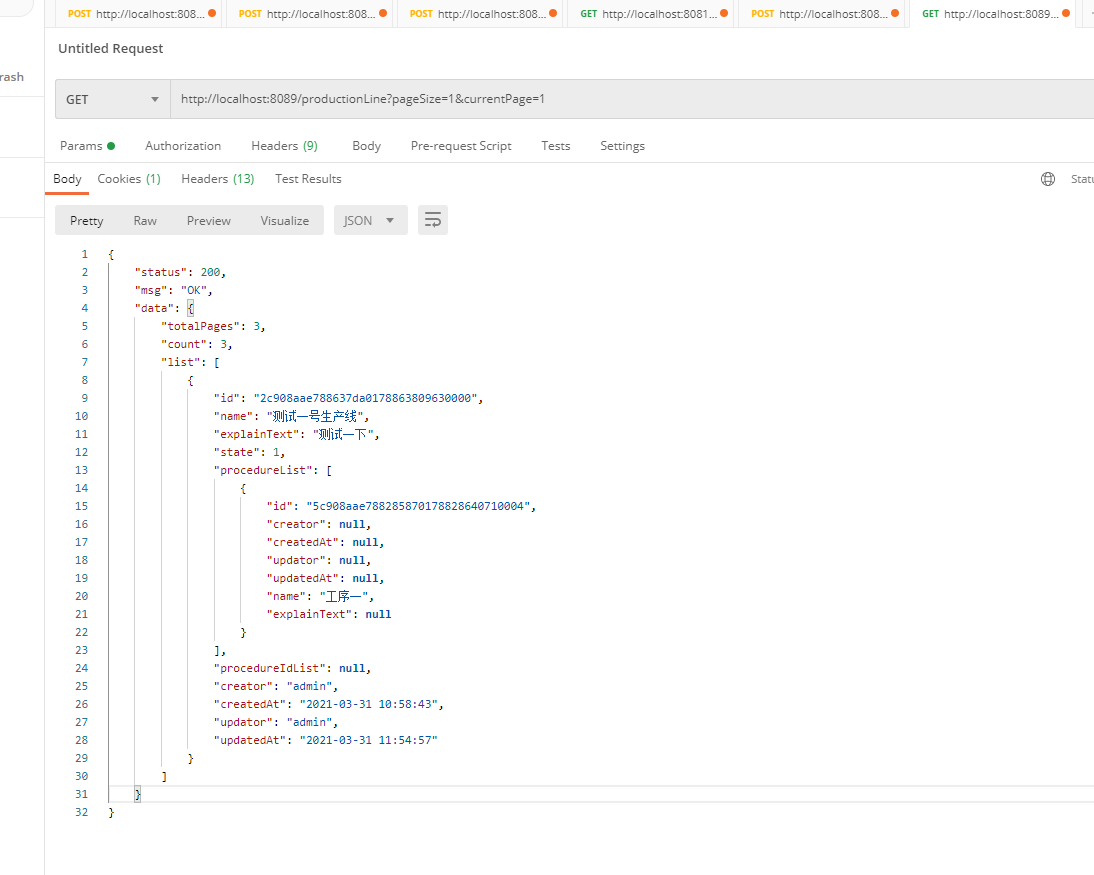 POST http://localhost:808... POST http://localhost:808... POST http://localhost:808... GET http://localhost:8081... POST http://localhost:808... GET http://localhost:8089...
Untitled Request
rash
GET http://localhost:8089/productionLine?pageSize=1&currentPage=1
Params Authorization Headers (9) Body Pre-request Script Tests Settings
Body Cookies (1) Headers (13) Test Results Statu
Pretty Raw Preview Visualize JSON
1 {
2 "status": 200,
3 "msg": "OK",
4 "data": {
5 "totalPages": 3,
6 "count": 3,
7 "list": [
8 {
9 "id": "2c908aae788637da0178863809630000",
10 "name": "测试一号生产线",
11 "explainText": "测试一下",
12 "state": 1,
13 "procedureList": [
14 {
15 "id": "5c908aae788285870178828640710004",
16 "creator": null,
17 "createdAt": null,
18 "updator": null,
19 "updatedAt": null,
20 "name": "工序一",
21 "explainText": null
22 }
23 ],
24 "procedureIdList": null,
25 "creator": "admin",
26 "createdAt": "2021-03-31 10:58:43",
27 "updator": "admin",
28 "updatedAt": "2021-03-31 11:54:57"
29 }
30 ]
31 }
32 }